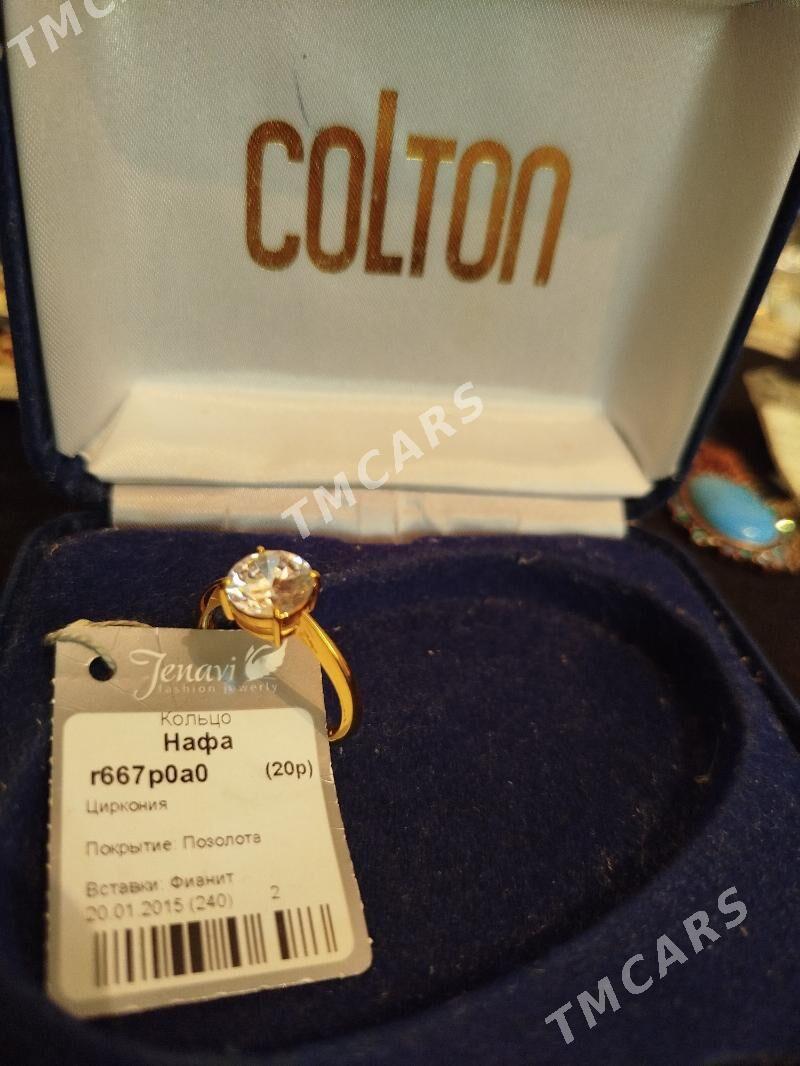 TMCARS
COLTON
TMCARS
Jenavi
fashion jewerly
Кольцо
Нафа
r667p0a0 (20р)
Циркония
Покрытие: Позолота
Вставки: Фианит
20.01.2015 (240) 2
TMCARS